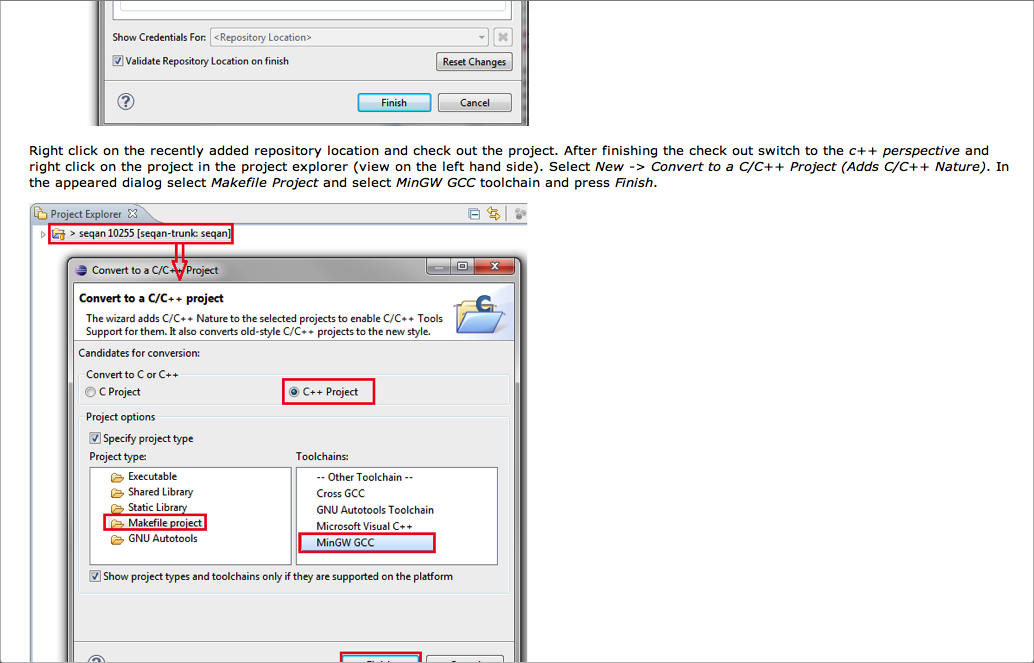 Show Credentials For: <Repository Location>
Validate Repository Location on finish
Reset Changes
Finish
Cancel
Right click on the recently added repository location and check out the project. After finishing the check out switch to the c++ perspective and
right click on the project in the project explorer (view on the left hand side). Select New -> Convert to a C/C++ Project (Adds C/C++ Nature). In
the appeared dialog select Makefile Project and select MinGW GCC toolchain and press Finish.
Project Explorer
> seqan 10255 [seqan-trunk: seqan]
Convert to a C/C++ Project
Convert to a C/C++ project
The wizard adds C/C++ Nature to the selected projects to enable C/C++ Tools
Support for them. It also converts old-style C/C++ projects to the new style.
Candidates for conversion:
Convert to C or C++
C Project
C++ Project
Project options
Specify project type
Project type:
Toolchains:
Executable
Shared Library
Static Library
Makefile project
GNU Autotools
-- Other Toolchain --
Cross GCC
GNU Autotools Toolchain
Microsoft Visual C++
MinGW GCC
Show project types and toolchains only if they are supported on the platform